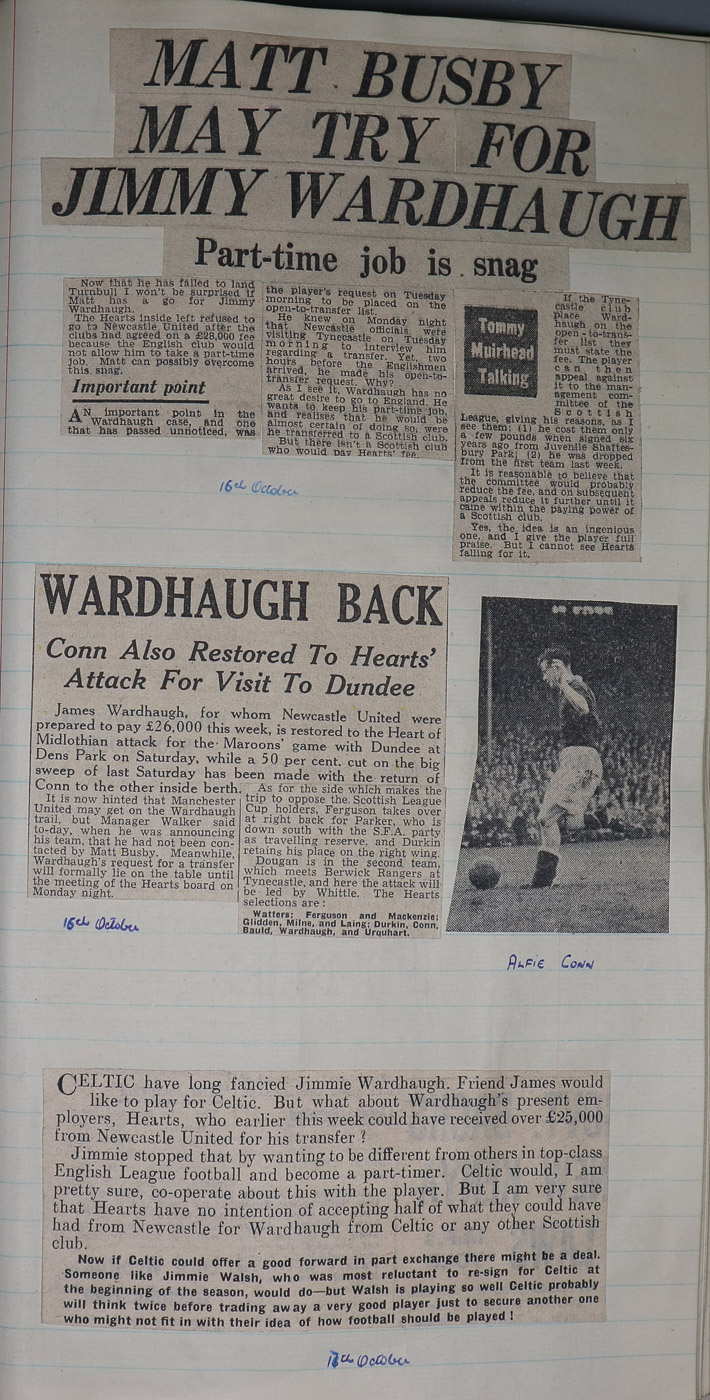 MATT BUSBY
MAY TRY FOR
JIMMY WARDHAUGH
Part-time job is snag
Now that he has failed to land
Turnbull I won't be surprised if
Matt has a go for Jimmy
Wardhaugh.
The Hearts inside left refused to
go to Newcastle United after the
clubs had agreed on a £28,000 fee
because the English club would
not allow him to take a part-time
job. Matt can possibly overcome
this snag.
Important point
AN important point in the
Wardhaugh case, and one
that has passed unnoticed, was
the player's request on Tuesday
morning to be placed on the
open-to-transfer list.
He knew on Monday night
that Newcastle officials were
visiting Tynecastle on Tuesday
morning to interview him
regarding a transfer. Yet, two
hours before the Englishmen
arrived, he made his open-to-
transfer request. Why?
As I see it, Wardhaugh has no
great desire to go to England. He
wants to keep his part-time job,
and realises that he would be
almost certain of doing so, were
he transferred to a Scottish club.
But there isn't a Scottish club
who would pay Hearts' fee.
Tommy
Muirhead
Talking
If the Tyne-
castle club
place Ward-
haugh on the
open-to-trans-
fer list they
must state the
fee. The player
can then
appeal against
it to the man-
agement com-
mittee of the
Scottish
League, giving his reasons, as I
see them: (1) he cost them only
a few pounds when signed six
years ago from Juvenile Shaftes-
bury Park; (2) he was dropped
from the first team last week.
It is reasonable to believe that
the committee would probably
reduce the fee, and on subsequent
appeals reduce it further until it
came within the paying power of
a Scottish club.
Yes, the idea is an ingenious
one, and I give the player full
praise. But I cannot see Hearts
falling for it.
16th October
WARDHAUGH BACK
Conn Also Restored To Hearts'
Attack For Visit To Dundee
James Wardhaugh, for whom Newcastle United were
prepared to pay £26,000 this week, is restored to the Heart of
Midlothian attack for the Maroons' game with Dundee at
Dens Park on Saturday, while a 50 per cent. cut on the big
sweep of last Saturday has been made with the return of
Conn to the other inside berth.
It is now hinted that Manchester
United may get on the Wardhaugh
trail, but Manager Walker said
to-day, when he was announcing
his team, that he had not been con-
tacted by Matt Busby. Meanwhile,
Wardhaugh's request for a transfer
will formally lie on the table until
the meeting of the Hearts board on
Monday night.
As for the side which makes the
trip to oppose the Scottish League
Cup holders, Ferguson takes over
at right back for Parker, who is
down south with the S.F.A. party
as travelling reserve, and Durkin
retains his place on the right wing.
Dougan is in the second team,
which meets Berwick Rangers at
Tynecastle, and here the attack will
be led by Whittle. The Hearts
selections are:
Watters; Ferguson and Mackenzie;
Glidden, Milne, and Laing; Durkin, Conn,
Bauld, Wardhaugh, and Urquhart.
15th October
ALFIE CONN
CELTIC have long fancied Jimmie Wardhaugh. Friend James would
like to play for Celtic. But what about Wardhaugh's present em-
ployers, Hearts, who earlier this week could have received over £25,000
from Newcastle United for his transfer?
Jimmie stopped that by wanting to be different from others in top-class
English League football and become a part-timer. Celtic would, I am
pretty sure, co-operate about this with the player. But I am very sure
that Hearts have no intention of accepting half of what they could have
had from Newcastle for Wardhaugh from Celtic or any other Scottish
club.
Now if Celtic could offer a good forward in part exchange there might be a deal.
Someone like Jimmie Walsh, who was most reluctant to re-sign for Celtic at
the beginning of the season, would do—but Walsh is playing so well Celtic probably
will think twice before trading away a very good player just to secure another one
who might not fit in with their idea of how football should be played!
18th October